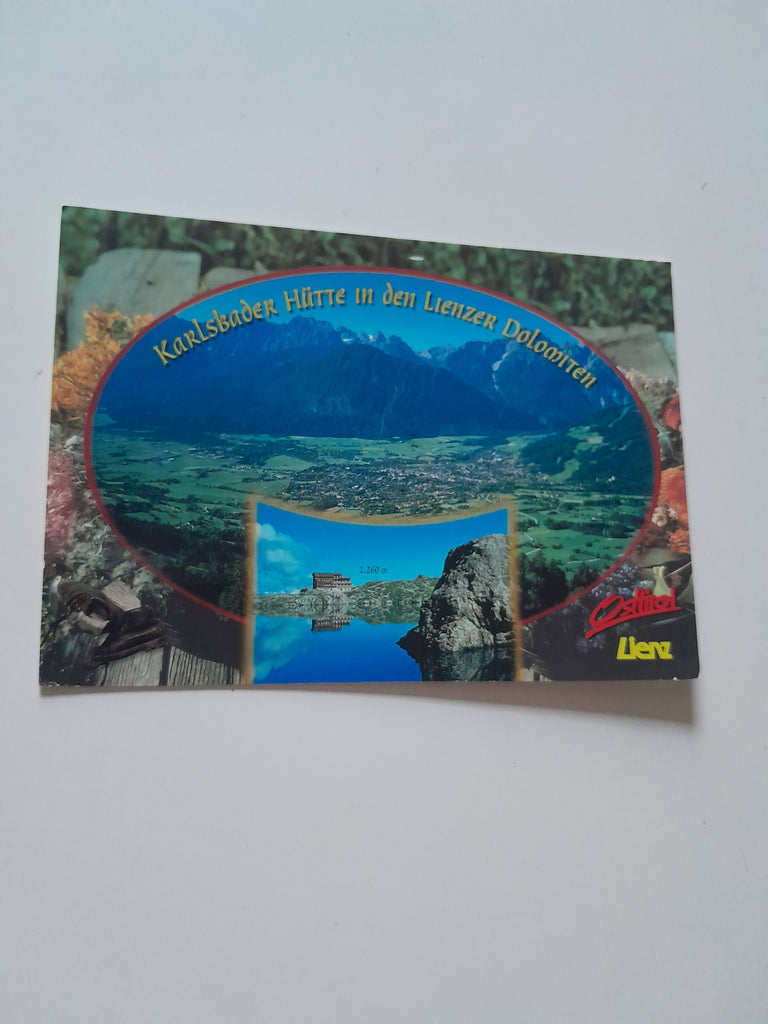 Karlsbader Hütte in den Lienzer Dolomiten
2.260 m
Osttirol
Lienz